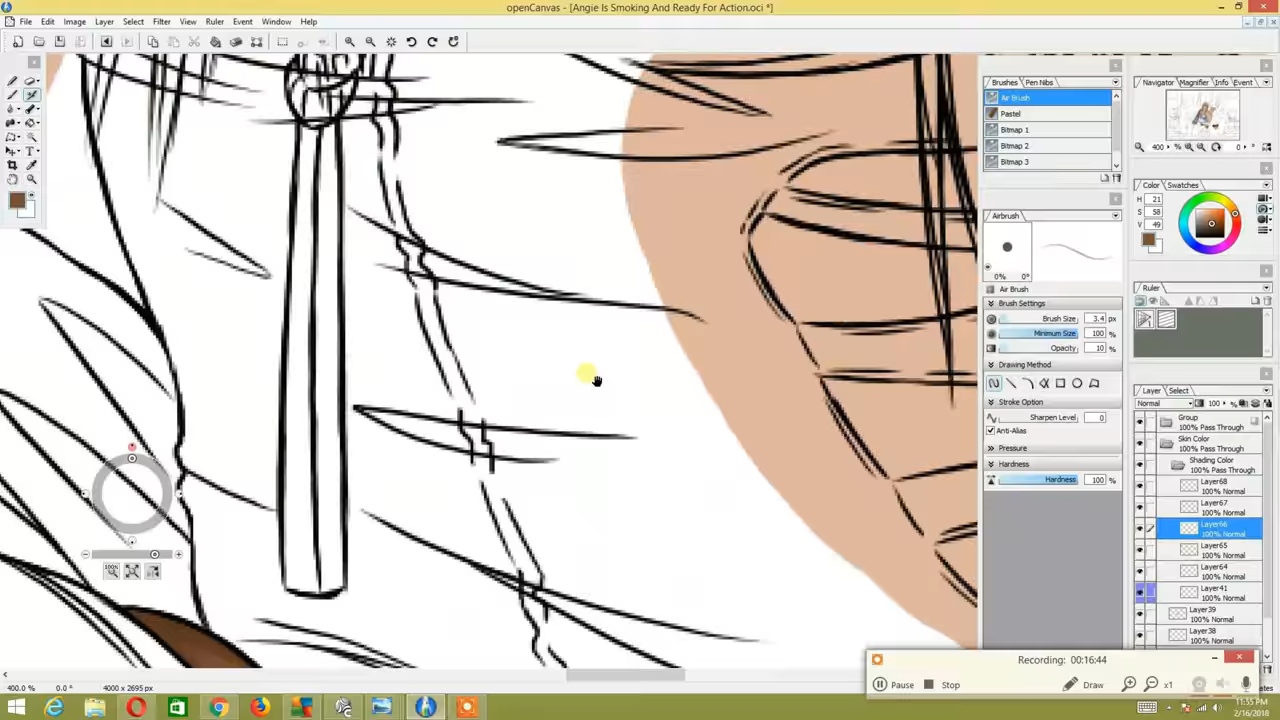 openCanvas - [Angie Is Smoking And Ready For Action.oci *]
File Edit Image Layer Select Filter View Ruler Event Window Help
Brushes Pen Nibs
Air Brush
Pastel
Bitmap 1
Bitmap 2
Bitmap 3
Airbrush
0% 0°
Air Brush
Brush Settings
Brush Size 3.4 px
Minimum Size 100 %
Opacity 10 %
Drawing Method
Stroke Option
Sharpen Level 0
Anti-Alias
Pressure
Hardness
Hardness 100 %
Navigator Magnifier Info Event
400 % 0 °
Color Swatches
H 21
S 58
V 49
Ruler
Layer Select
Normal 100 %
Group
100% Pass Through
Skin Color
100% Pass Through
Shading Color
100% Pass Through
Layer68
100% Normal
Layer67
100% Normal
Layer66
100% Normal
Layer65
100% Normal
Layer64
100% Normal
Layer41
100% Normal
Layer39
100% Normal
Layer38
100% Normal
100%
Recording: 00:16:44
Pause Stop Draw x1
400.0 % 0.0 ° 4000 x 2695 px
11:55 PM
2/16/2018